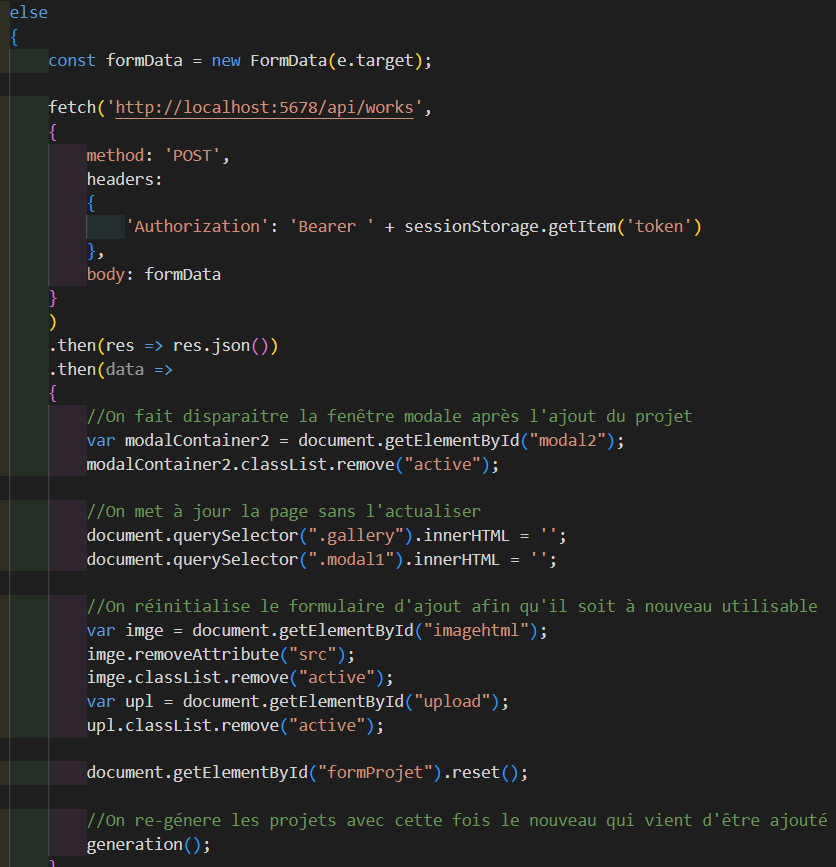 else
{
const formData = new FormData(e.target);
fetch('http://localhost:5678/api/works',
{
method: 'POST',
headers:
{
'Authorization': 'Bearer ' + sessionStorage.getItem('token')
},
body: formData
}
)
.then(res => res.json())
.then(data =>
{
//On fait disparaitre la fenêtre modale après l'ajout du projet
var modalContainer2 = document.getElementById("modal2");
modalContainer2.classList.remove("active");
//On met à jour la page sans l'actualiser
document.querySelector(".gallery").innerHTML = '';
document.querySelector(".modal1").innerHTML = '';
//On réinitialise le formulaire d'ajout afin qu'il soit à nouveau utilisable
var imge = document.getElementById("imagehtml");
imge.removeAttribute("src");
imge.classList.remove("active");
var upl = document.getElementById("upload");
upl.classList.remove("active");
document.getElementById("formProjet").reset();
//On re-génere les projets avec cette fois le nouveau qui vient d'être ajouté
generation();
}